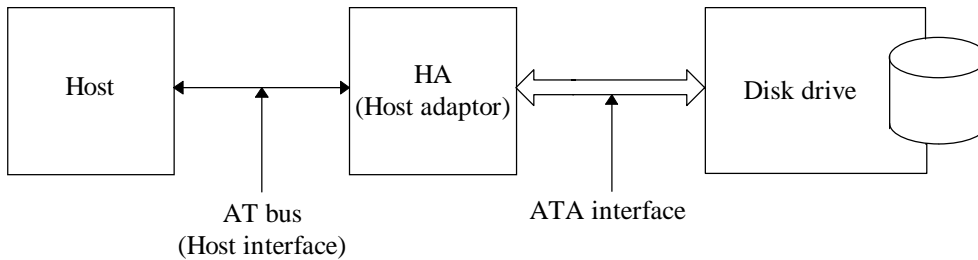 Host
HA
(Host adaptor)
Disk drive
AT bus
(Host interface)
ATA interface